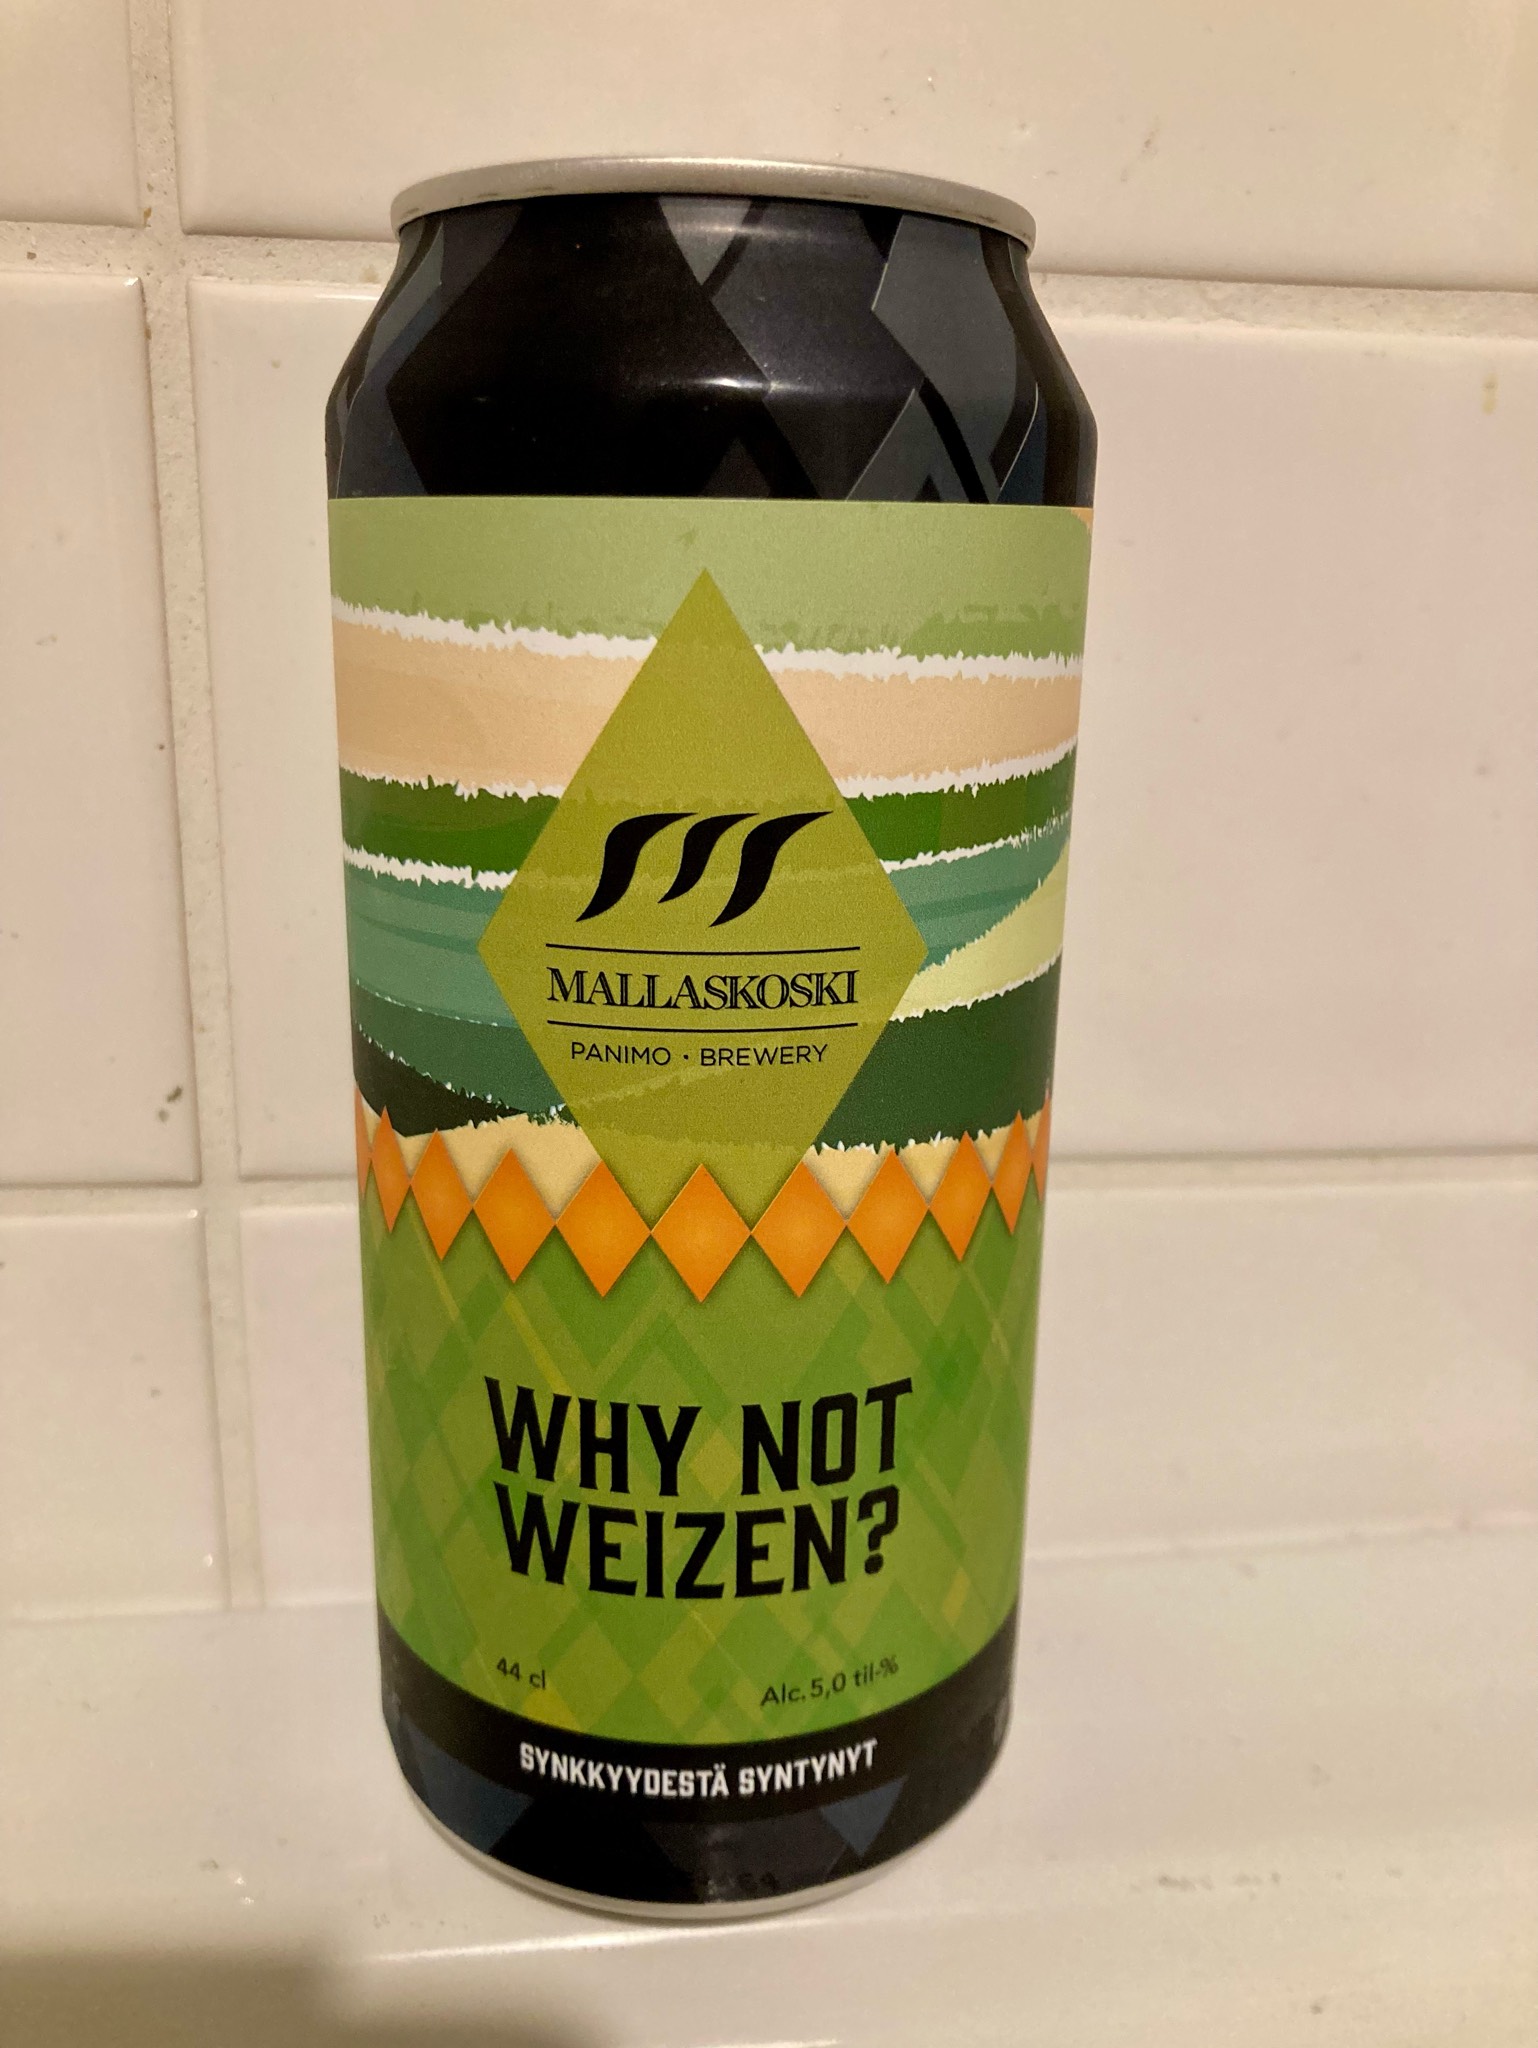 MALLASKOSKI
PANIMO · BREWERY
WHY NOT
WEIZEN?
44 cl
Alc. 5,0 til-%
SYNKKYYDESTÄ SYNTYNYT